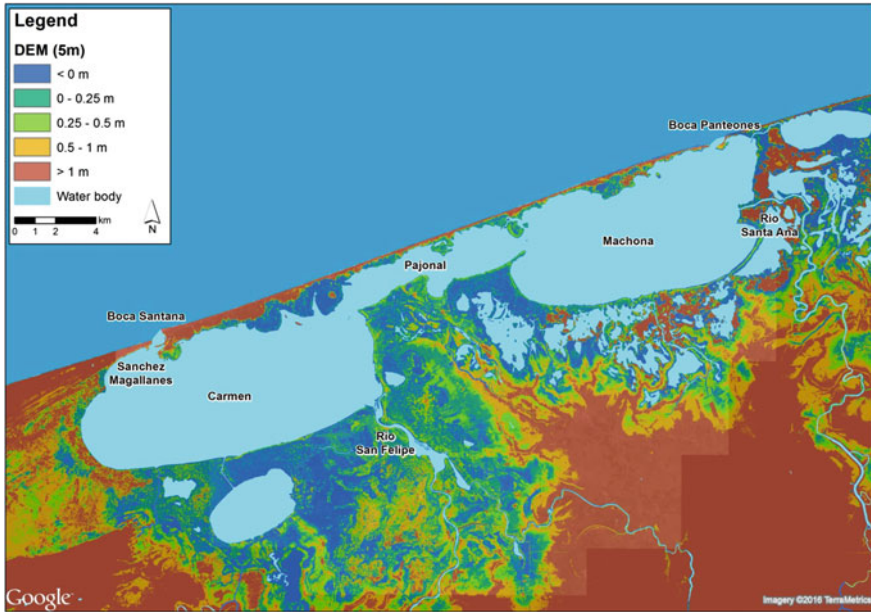 Legend
DEM (5m)
< 0 m
0 - 0.25 m
0.25 - 0.5 m
0.5 - 1 m
> 1 m
Water body
0 1 2 4 km
N
Boca Panteones
Rio
Santa Ana
Machona
Pajonal
Boca Santana
Sanchez
Magallanes
Carmen
Rio
San Felipe
Google
Imagery ©2016 TerraMetrics